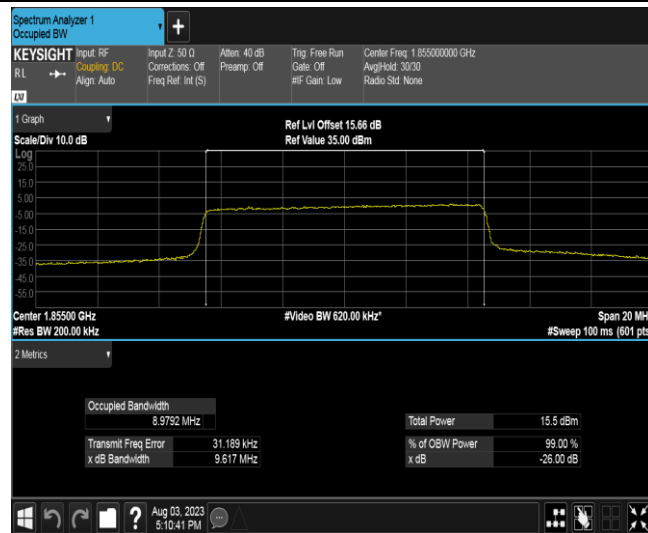 Spectrum Analyzer 1
Occupied BW
KEYSIGHT
RL
LXI
Input: RF
Coupling: DC
Align: Auto
Input Z: 50 Ω
Corrections: Off
Freq Ref: Int (S)
Atten: 40 dB
Preamp: Off
Trig: Free Run
Gate: Off
#IF Gain: Low
Center Freq: 1.855000000 GHz
Avg|Hold: 30/30
Radio Std: None
1 Graph
Scale/Div 10.0 dB
Ref Lvl Offset 15.66 dB
Ref Value 35.00 dBm
Log
25.0
15.0
5.00
-5.00
-15.0
-25.0
-35.0
-45.0
-55.0
Center 1.85500 GHz
#Video BW 620.00 kHz*
Span 20 MH
#Res BW 200.00 kHz
#Sweep 100 ms (601 pts
2 Metrics
Occupied Bandwidth
8.9792 MHz
Total Power 15.5 dBm
Transmit Freq Error 31.189 kHz
% of OBW Power 99.00 %
x dB Bandwidth 9.617 MHz
x dB -26.00 dB
?
Aug 03, 2023
5:10:41 PM